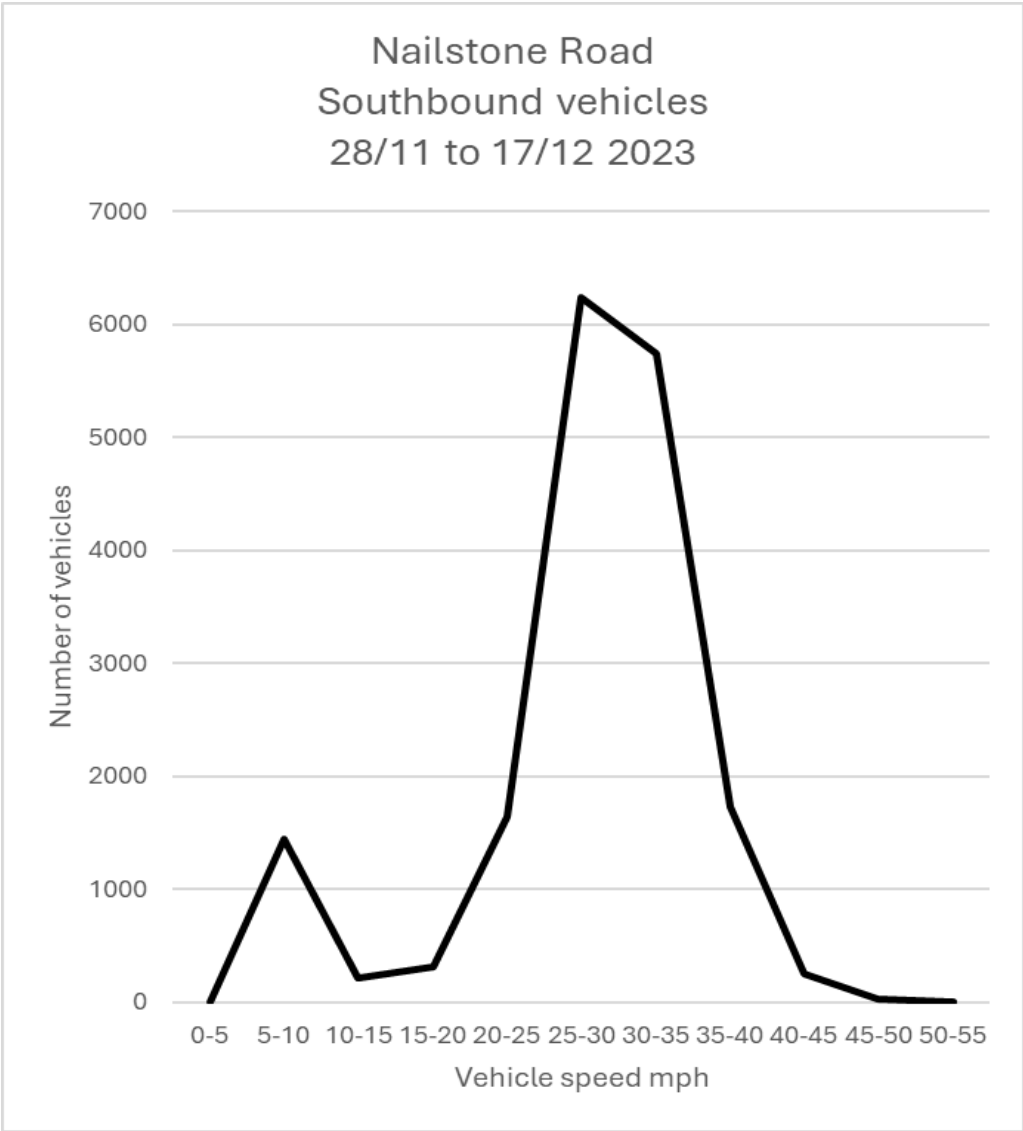 Nailstone Road
Southbound vehicles
28/11 to 17/12 2023
7000
6000
5000
4000
3000
2000
1000
0
Number of vehicles
0-5 5-10 10-15 15-20 20-25 25-30 30-35 35-40 40-45 45-50 50-55
Vehicle speed mph